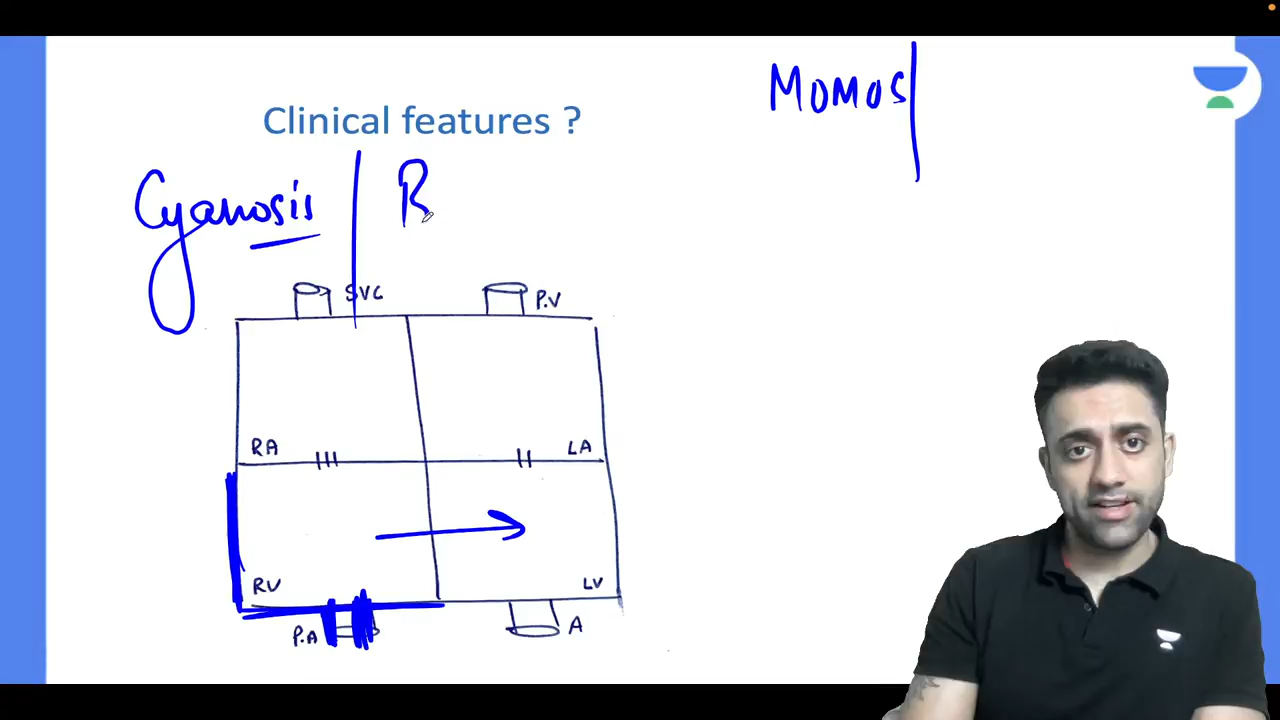 MOMOS
Clinical features ?
Cyanosis R
SVC P.V
RA LA
RV LV
P.A A